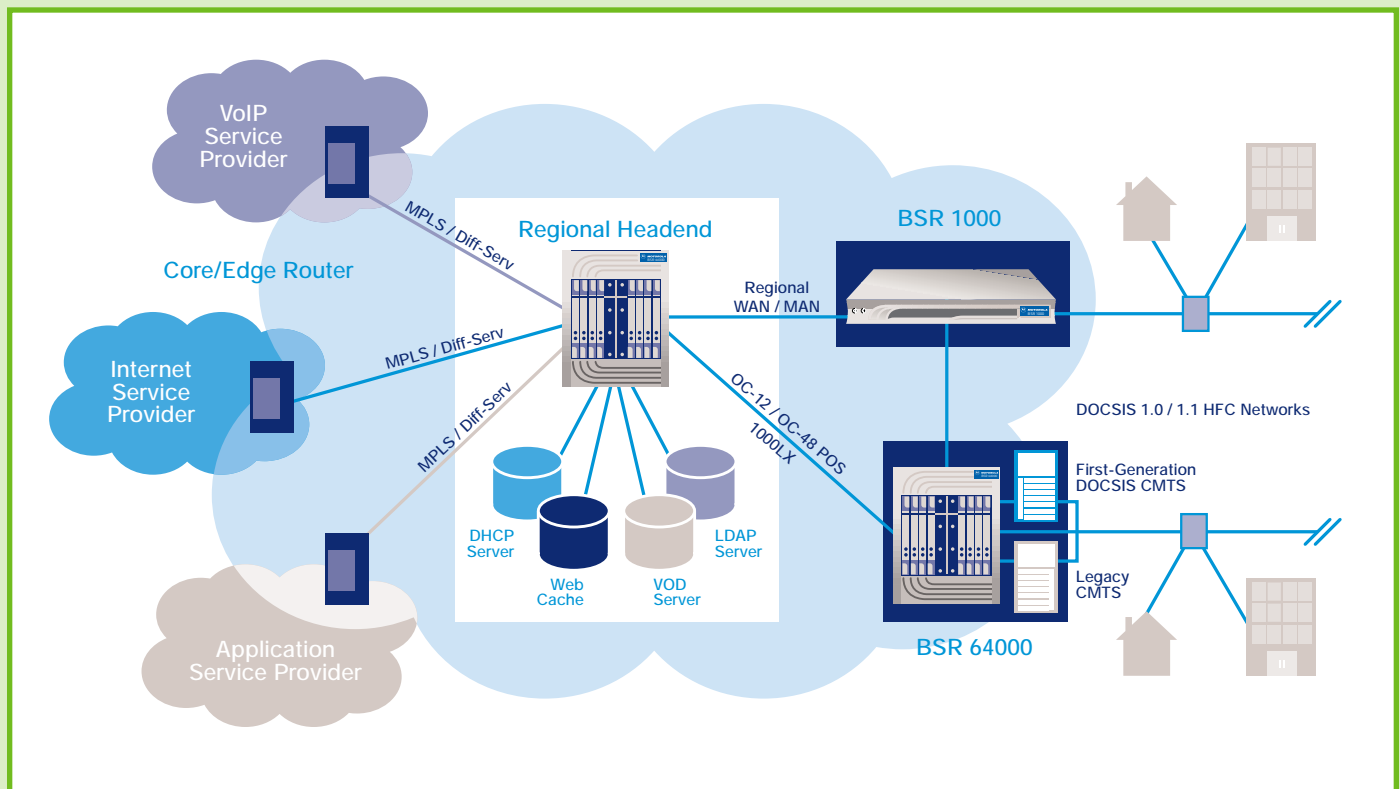 VoIP
Service
Provider
Core/Edge Router
Internet
Service
Provider
Application
Service Provider
MPLS / Diff-Serv
MPLS / Diff-Serv
MPLS / Diff-Serv
Regional Headend
DHCP
Server
Web
Cache
VOD
Server
LDAP
Server
Regional
WAN / MAN
OC-12 / OC-48 POS
1000LX
BSR 1000
MOTOROLA
DOCSIS 1.0 / 1.1 HFC Networks
First-Generation
DOCSIS CMTS
Legacy
CMTS
BSR 64000